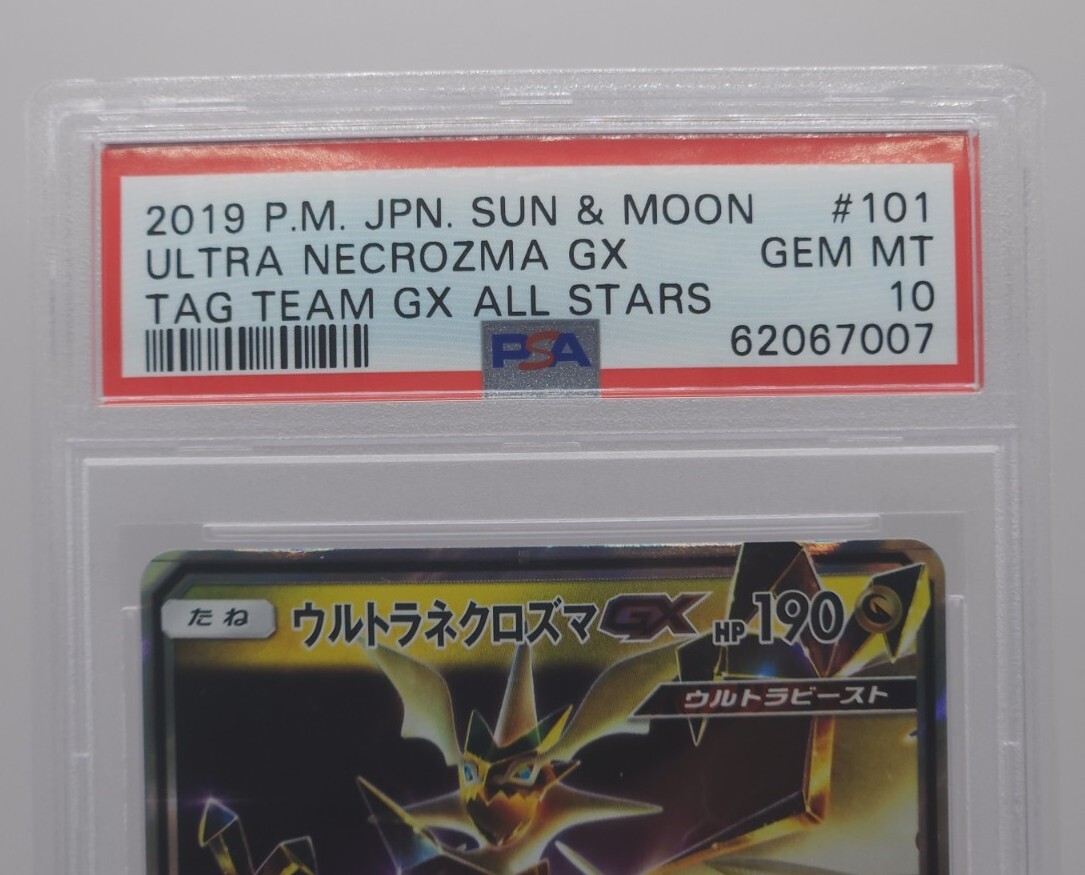 2019 P.M. JPN. SUN & MOON #101
ULTRA NECROZMA GX GEM MT
TAG TEAM GX ALL STARS 10
PSA 62067007
たね ウルトラネクロズマGX HP 190
ウルトラビースト